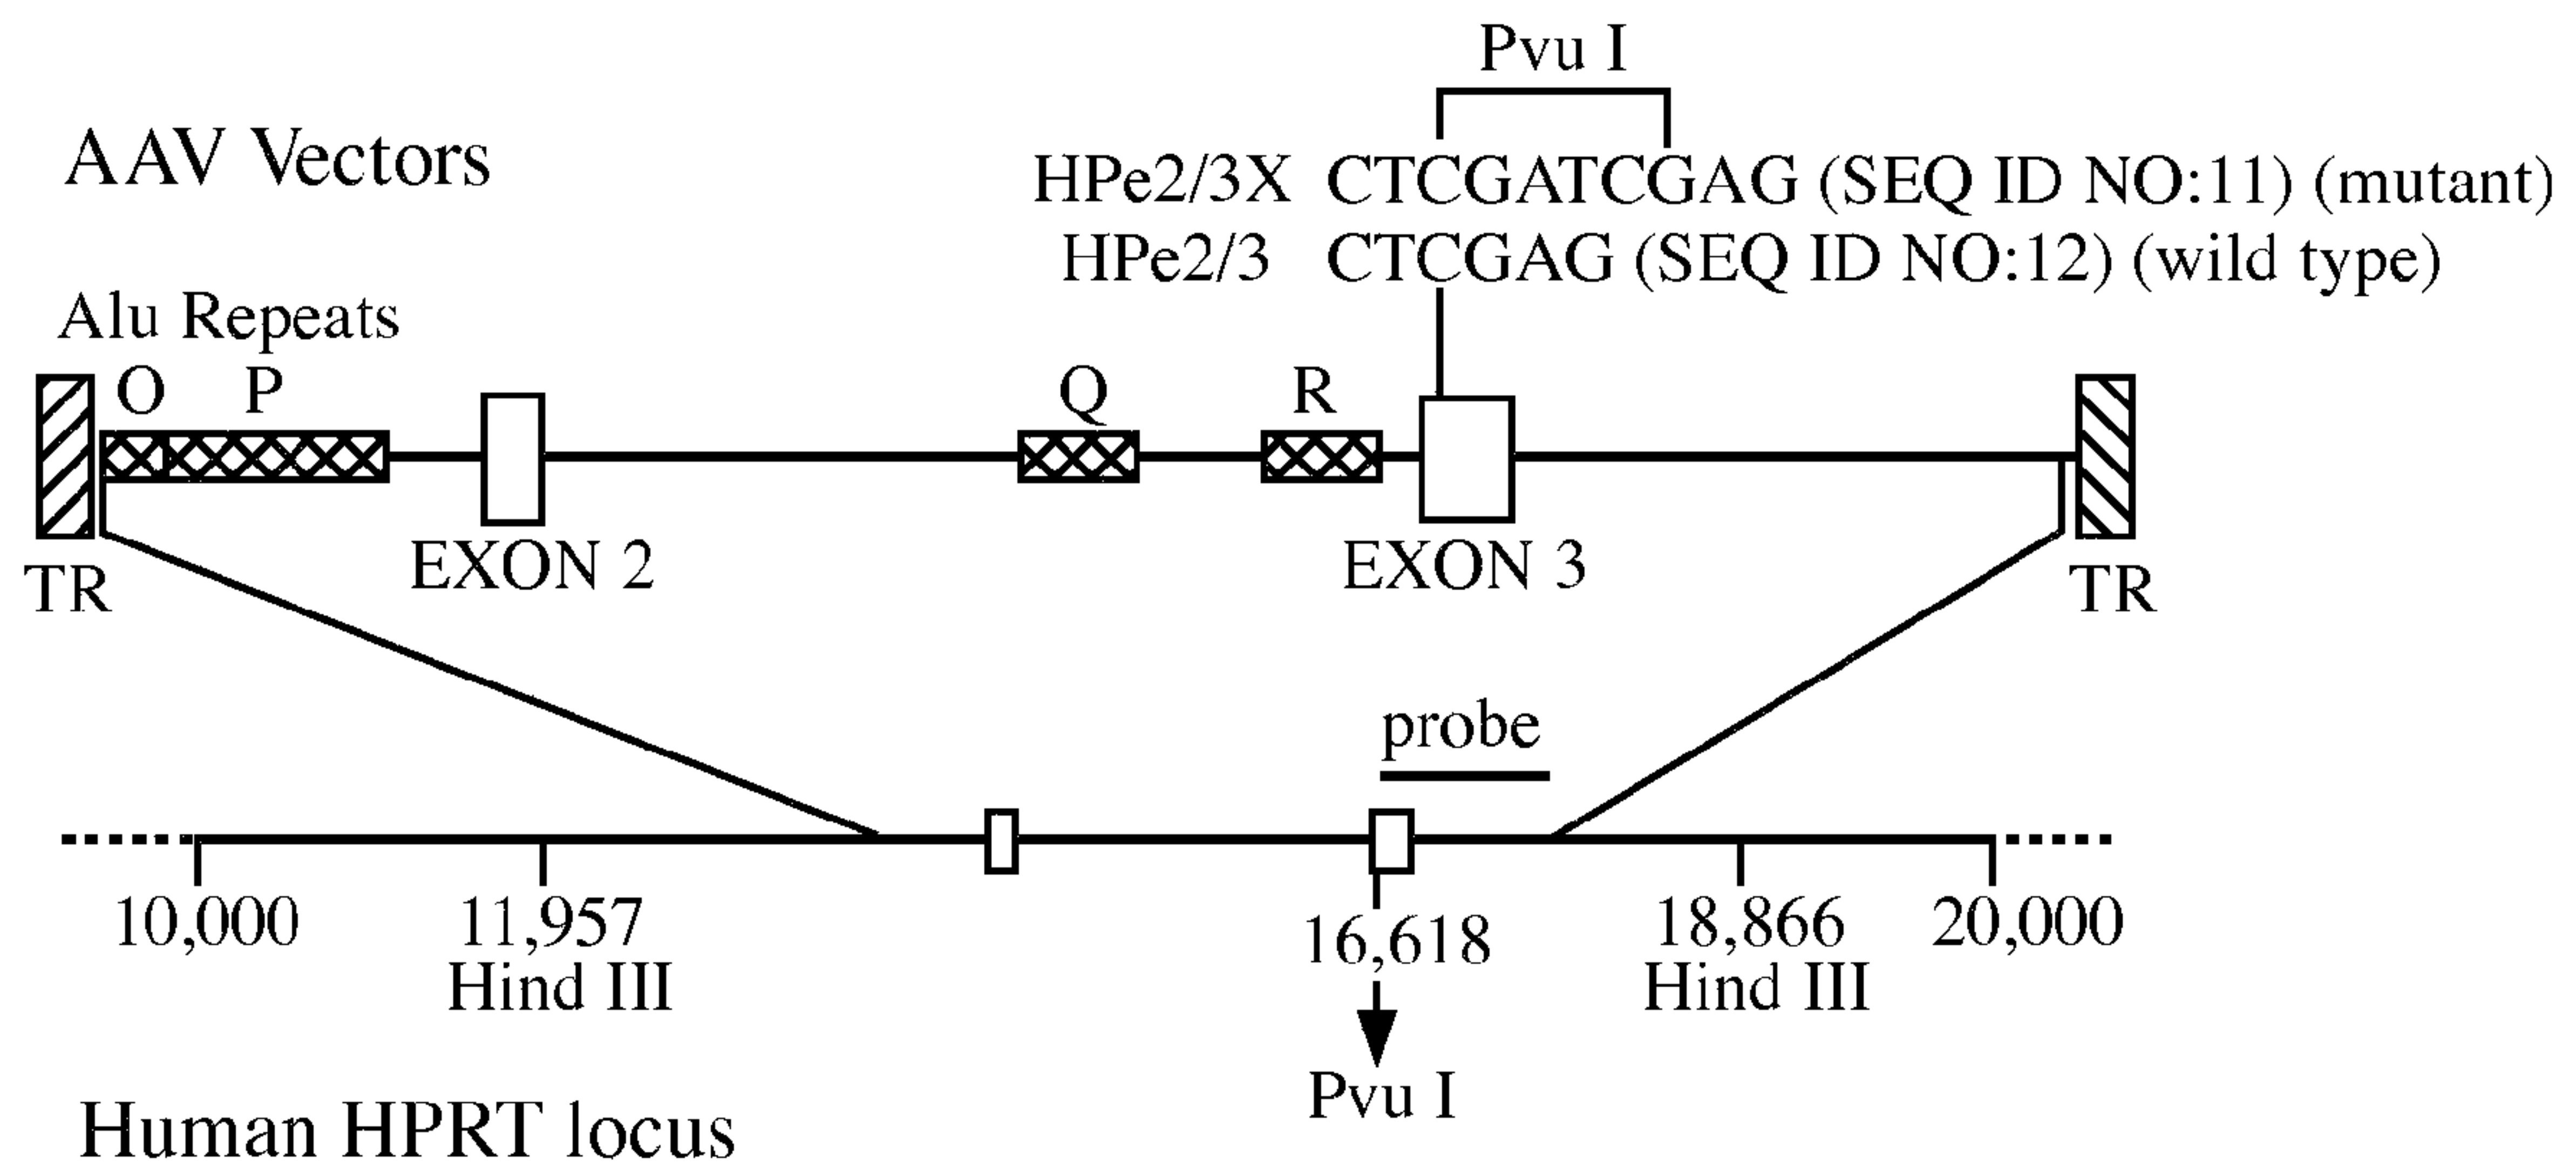 Pvu I
AAV Vectors
HPe2/3X CTCGATCGAG (SEQ ID NO:11) (mutant)
HPe2/3 CTCGAG (SEQ ID NO:12) (wild type)
Alu Repeats
O P Q R
EXON 2 EXON 3
TR TR
probe
10,000 11,957 16,618 18,866 20,000
Hind III Hind III
Pvu I
Human HPRT locus